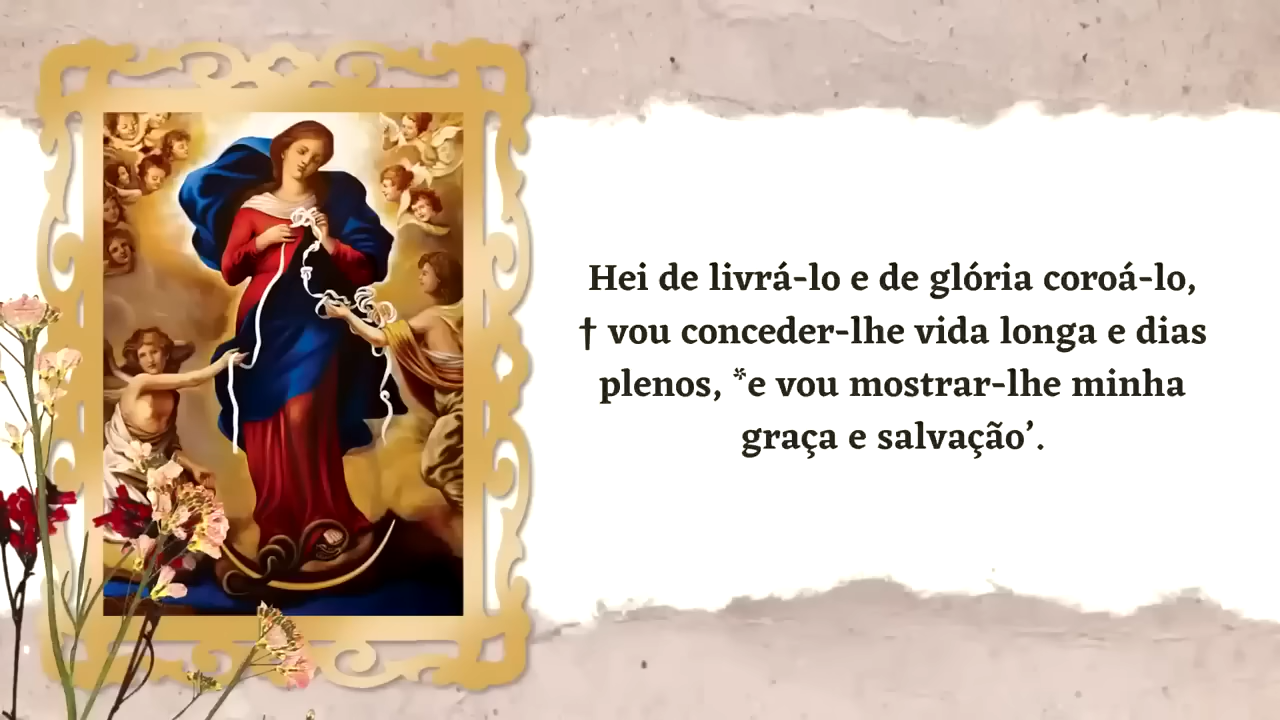 Hei de livrá-lo e de glória coroá-lo,
† vou conceder-lhe vida longa e dias
plenos, *e vou mostrar-lhe minha
graça e salvação’.